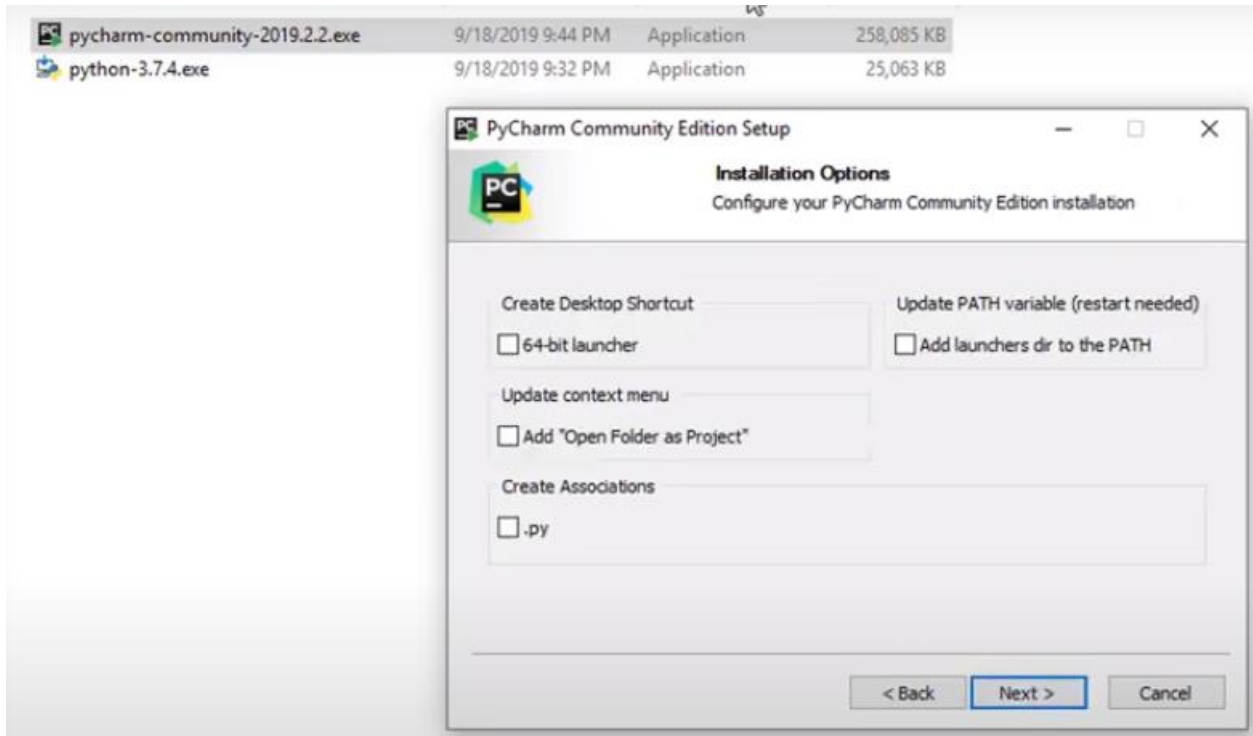 pycharm-community-2019.2.2.exe 9/18/2019 9:44 PM Application 258,085 KB
python-3.7.4.exe 9/18/2019 9:32 PM Application 25,063 KB
PyCharm Community Edition Setup
PC
Installation Options
Configure your PyCharm Community Edition installation
Create Desktop Shortcut
64-bit launcher
Update PATH variable (restart needed)
Add launchers dir to the PATH
Update context menu
Add "Open Folder as Project"
Create Associations
.py
< Back
Next >
Cancel